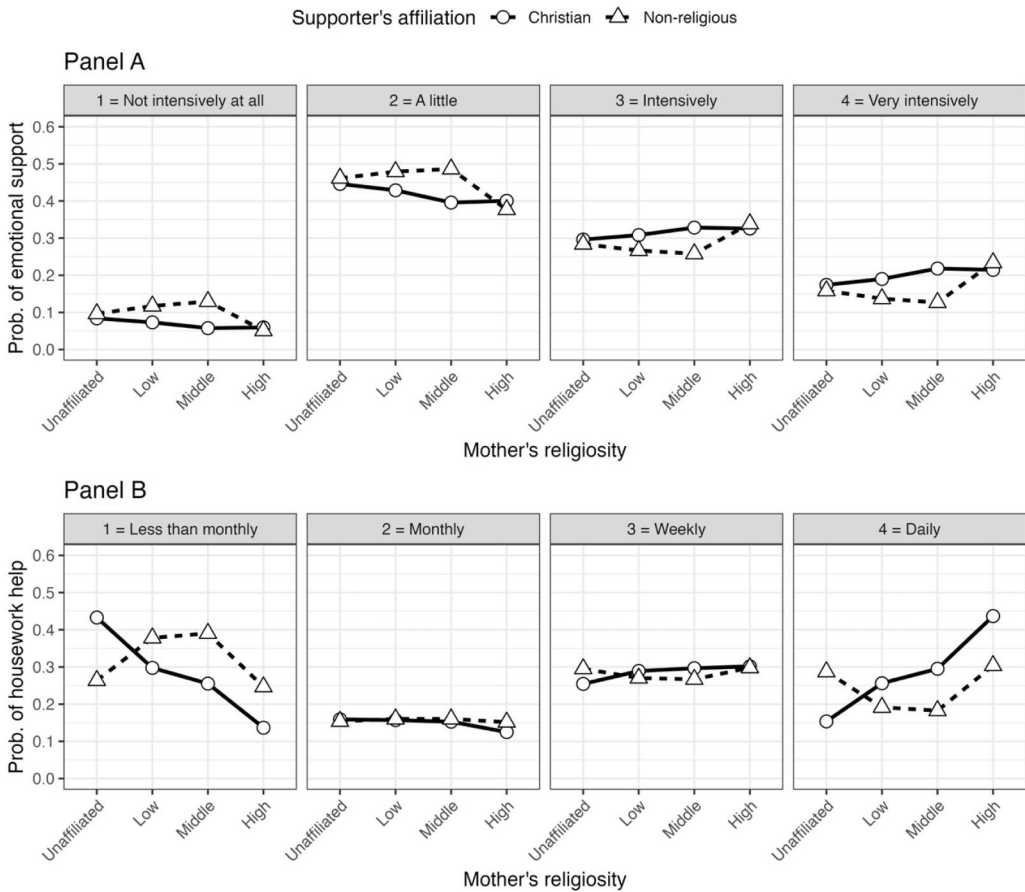 Supporter's affiliation Christian Non-religious
Panel A
1 = Not intensively at all 2 = A little 3 = Intensively 4 = Very intensively
Prob. of emotional support
0.6
0.5
0.4
0.3
0.2
0.1
0.0
Unaffiliated Low Middle High Unaffiliated Low Middle High Unaffiliated Low Middle High Unaffiliated Low Middle High
Mother's religiosity
Panel B
1 = Less than monthly 2 = Monthly 3 = Weekly 4 = Daily
Prob. of housework help
0.6
0.5
0.4
0.3
0.2
0.1
0.0
Unaffiliated Low Middle High Unaffiliated Low Middle High Unaffiliated Low Middle High Unaffiliated Low Middle High
Mother's religiosity